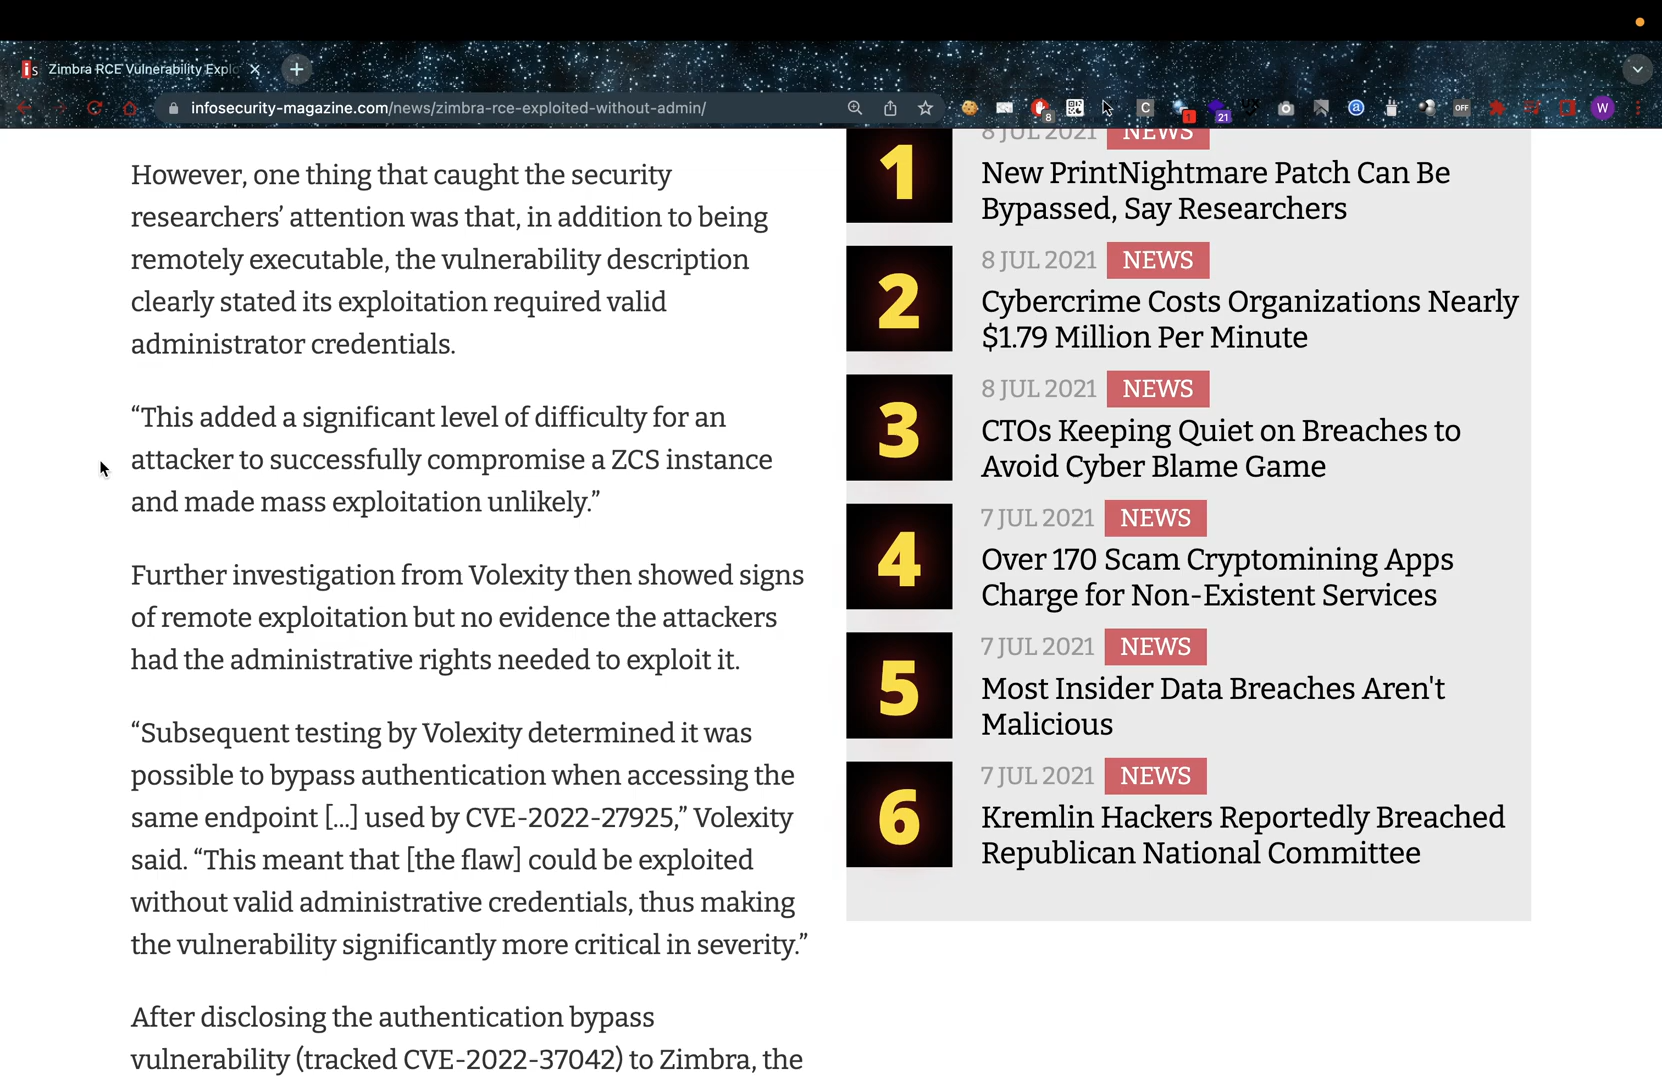 Zimbra RCE Vulnerability Explo
infosecurity-magazine.com/news/zimbra-rce-exploited-without-admin/
8
1
21
OFF
W
However, one thing that caught the security
researchers’ attention was that, in addition to being
remotely executable, the vulnerability description
clearly stated its exploitation required valid
administrator credentials.
“This added a significant level of difficulty for an
attacker to successfully compromise a ZCS instance
and made mass exploitation unlikely.”
Further investigation from Volexity then showed signs
of remote exploitation but no evidence the attackers
had the administrative rights needed to exploit it.
“Subsequent testing by Volexity determined it was
possible to bypass authentication when accessing the
same endpoint [...] used by CVE-2022-27925,” Volexity
said. “This meant that [the flaw] could be exploited
without valid administrative credentials, thus making
the vulnerability significantly more critical in severity.”
After disclosing the authentication bypass
vulnerability (tracked CVE-2022-37042) to Zimbra, the
1
8 JUL 2021 NEWS
New PrintNightmare Patch Can Be
Bypassed, Say Researchers
2
8 JUL 2021 NEWS
Cybercrime Costs Organizations Nearly
$1.79 Million Per Minute
3
8 JUL 2021 NEWS
CTOs Keeping Quiet on Breaches to
Avoid Cyber Blame Game
4
7 JUL 2021 NEWS
Over 170 Scam Cryptomining Apps
Charge for Non-Existent Services
5
7 JUL 2021 NEWS
Most Insider Data Breaches Aren't
Malicious
6
7 JUL 2021 NEWS
Kremlin Hackers Reportedly Breached
Republican National Committee